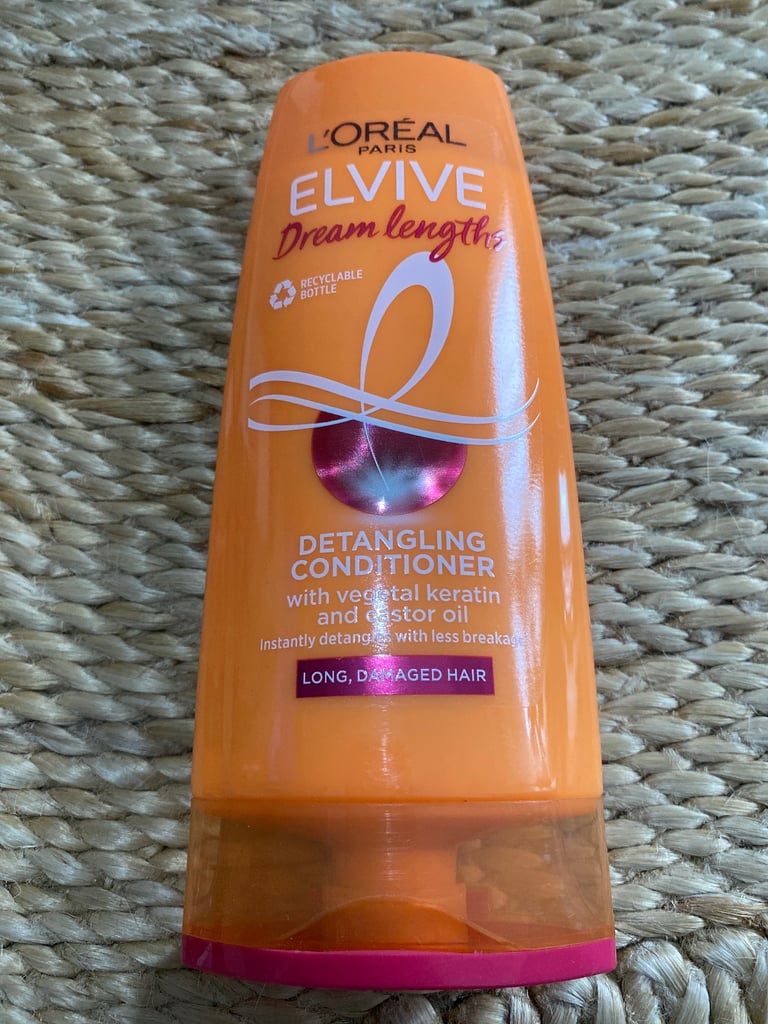 L'ORÉAL
PARIS
ELVIVE
Dream lengths
RECYCLABLE
BOTTLE
DETANGLING
CONDITIONER
with vegetal keratin
and castor oil
Instantly detangles with less breakage
LONG, DAMAGED HAIR